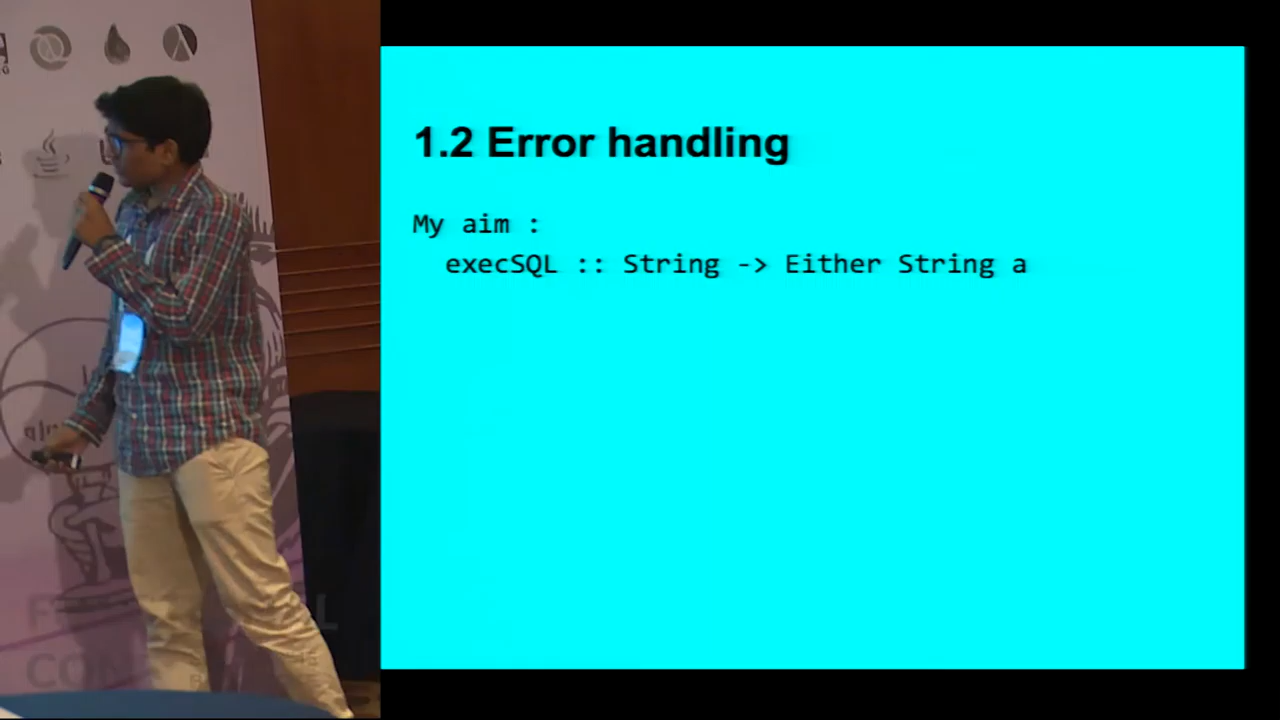 1.2 Error handling
My aim :
execSQL :: String -> Either String a